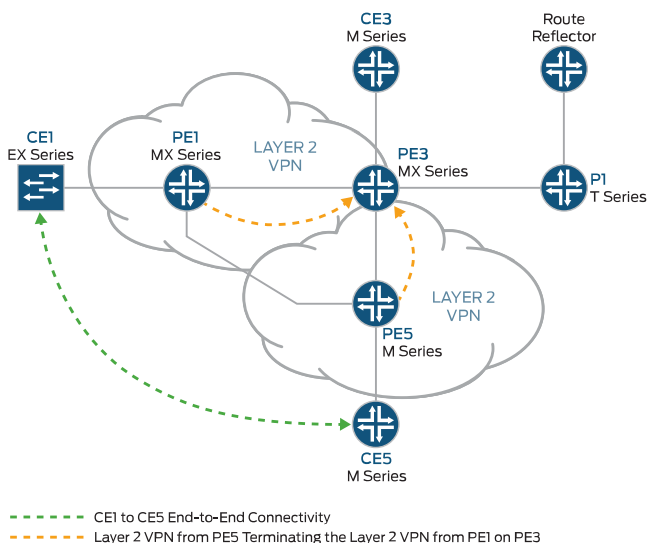 CE3
M Series
Route
Reflector
CE1
EX Series
PE1
MX Series
LAYER 2
VPN
PE3
MX Series
P1
T Series
LAYER 2
VPN
PE5
M Series
CE5
M Series
CE1 to CE5 End-to-End Connectivity
Layer 2 VPN from PE5 Terminating the Layer 2 VPN from PE1 on PE3